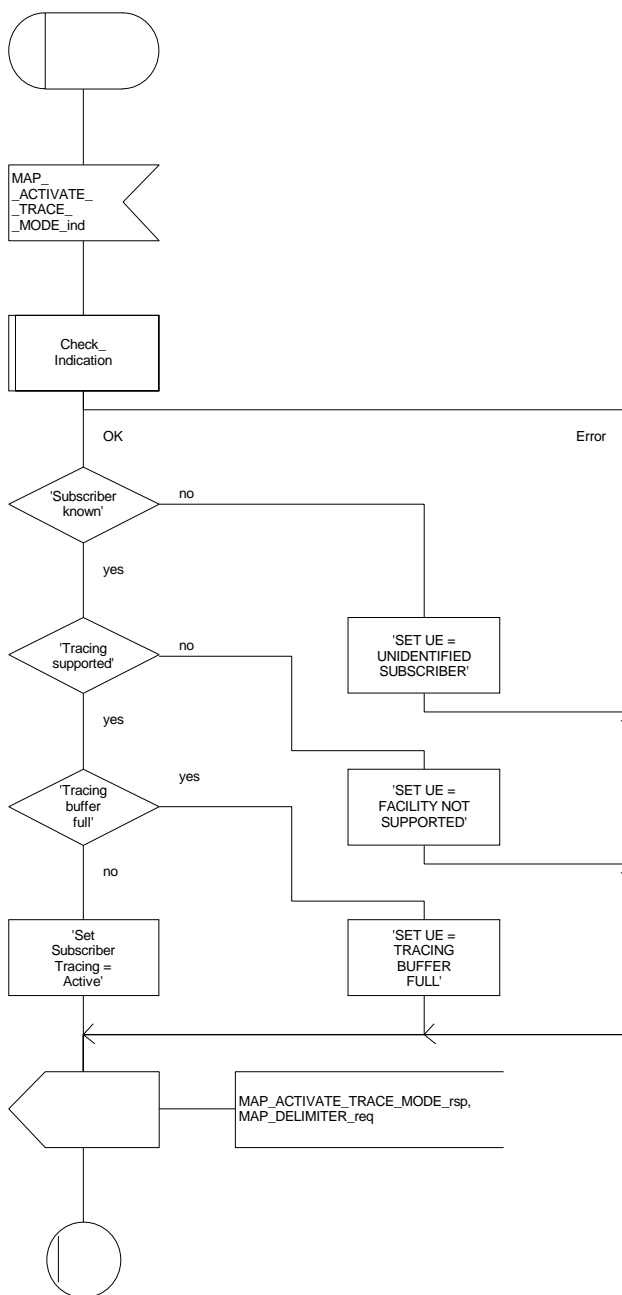 MAP_
_ACTIVATE_
_TRACE_
_MODE_ind
Check_
Indication
OK
Error
'Subscriber
known'
no
yes
'Tracing
supported'
no
'SET UE =
UNIDENTIFIED
SUBSCRIBER'
yes
'Tracing
buffer
full'
yes
'SET UE =
FACILITY NOT
SUPPORTED'
no
'Set
Subscriber
Tracing =
Active'
'SET UE =
TRACING
BUFFER
FULL'
MAP_ACTIVATE_TRACE_MODE_rsp,
MAP_DELIMITER_req